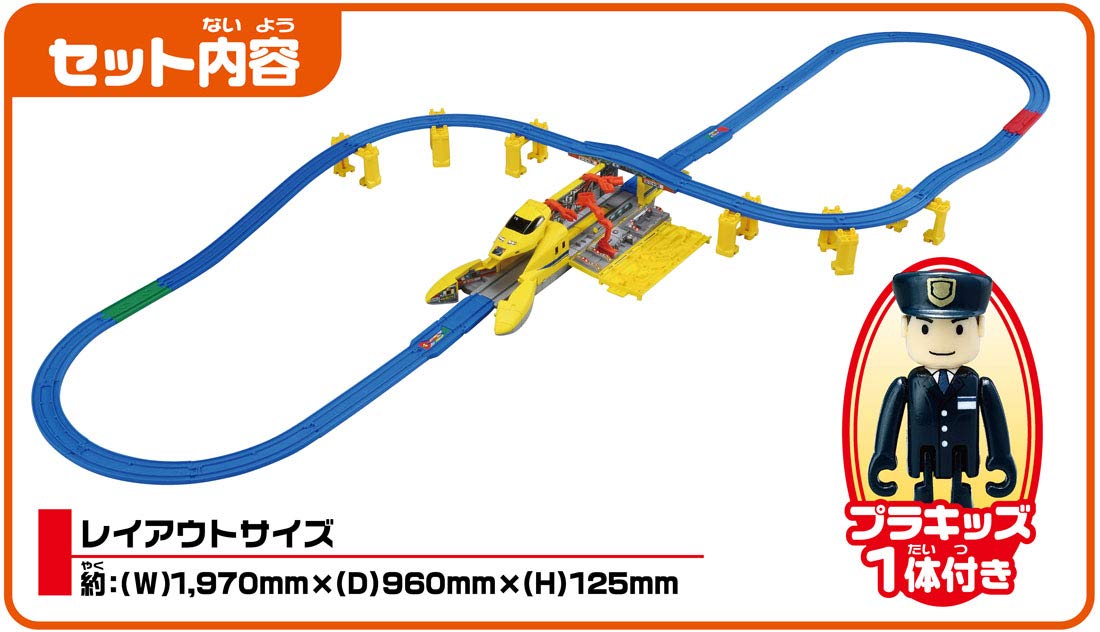 ない よう
セット内容
レイアウトサイズ
やく
約:(W)1,970mm×(D)960mm×(H)125mm
プラキッズ
たい つ
1体付き